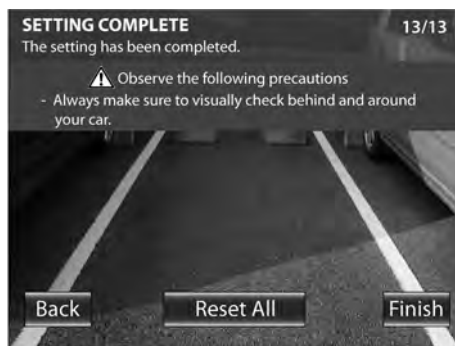 SETTING COMPLETE 13/13
The setting has been completed.
Observe the following precautions
- Always make sure to visually check behind and around
your car.
Back Reset All Finish